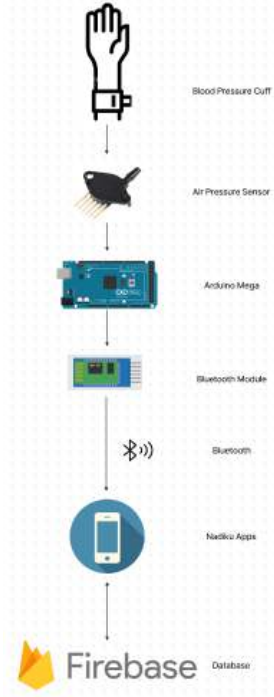 Blood Pressure Cuff
Air Pressure Sensor
Arduino Mega
Bluetooth Module
Bluetooth
Nadiku Apps
Firebase
Database